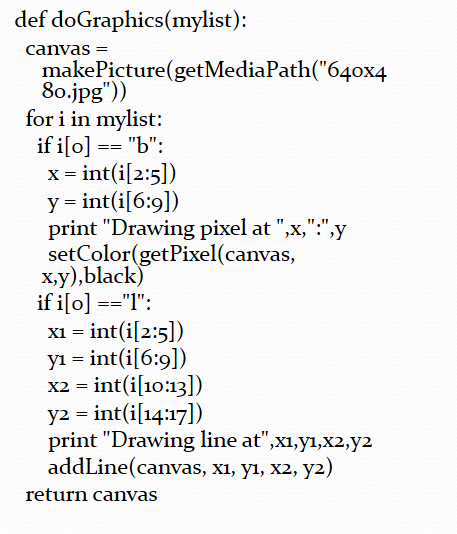 def doGraphics(mylist):
canvas =
makePicture(getMediaPath("640x4
80.jpg"))
for i in mylist:
if i[0] == "b":
x = int(i[2:5])
y = int(i[6:9])
print "Drawing pixel at ",x,":",y
setColor(getPixel(canvas,
x,y),black)
if i[0] =="l":
x1 = int(i[2:5])
y1 = int(i[6:9])
x2 = int(i[10:13])
y2 = int(i[14:17])
print "Drawing line at",x1,y1,x2,y2
addLine(canvas, x1, y1, x2, y2)
return canvas